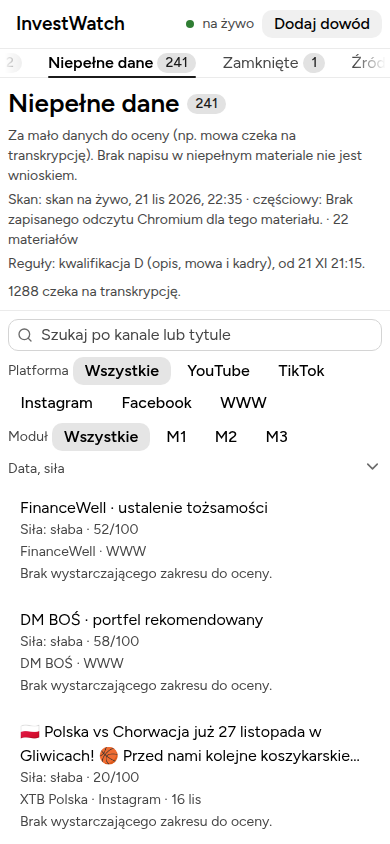 InvestWatch
na żywo
Dodaj dowód
2 Niepełne dane 241 Zamknięte 1
Niepełne dane 241
Za mało danych do oceny (np. mowa czeka na
transkrypcję). Brak napisu w niepełnym materiale nie jest
wnioskiem.
Skan: skan na żywo, 21 lis 2026, 22:35 · częściowy: Brak
zapisanego odczytu Chromium dla tego materiału. · 22
materiałów
Reguły: kwalifikacja D (opis, mowa i kadry), od 21 XI 21:15.
1288 czeka na transkrypcję.
Szukaj po kanale lub tytule
Platforma Wszystkie YouTube TikTok
Instagram Facebook WWW
Moduł Wszystkie M1 M2 M3
Data, siła
FinanceWell · ustalenie tożsamości
Siła: słaba · 52/100
FinanceWell · WWW
Brak wystarczającego zakresu do oceny.
DM BOŚ · portfel rekomendowany
Siła: słaba · 58/100
DM BOŚ · WWW
Brak wystarczającego zakresu do oceny.
🇵🇱 Polska vs Chorwacja już 27 listopada w
Gliwicach! 🏀 Przed nami kolejne koszykarskie...
Siła: słaba · 20/100
XTB Polska · Instagram · 16 lis
Brak wystarczającego zakresu do oceny.